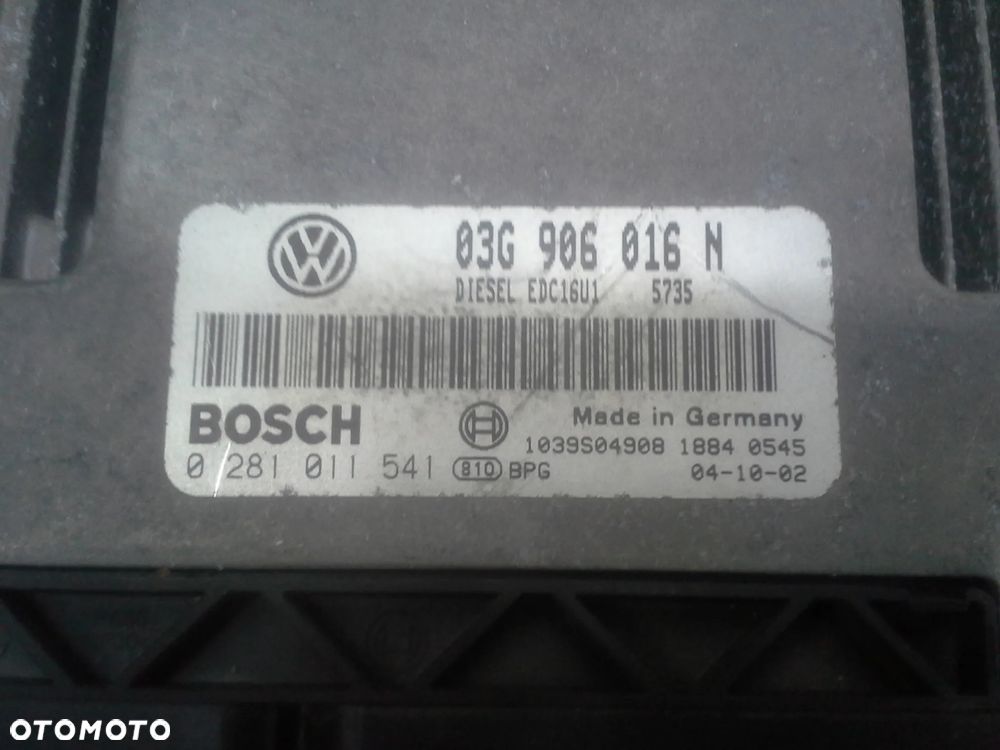 03G 906 016 N
DIESEL EDC16U1 5735
BOSCH
Made in Germany
1039S04908 1884 0545
0 281 011 541 810 BPG 04-10-02
OTOMOTO